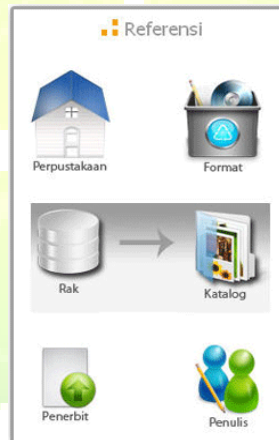 Referensi
Perpustakaan
Format
Rak
Katalog
Penerbit
Penulis